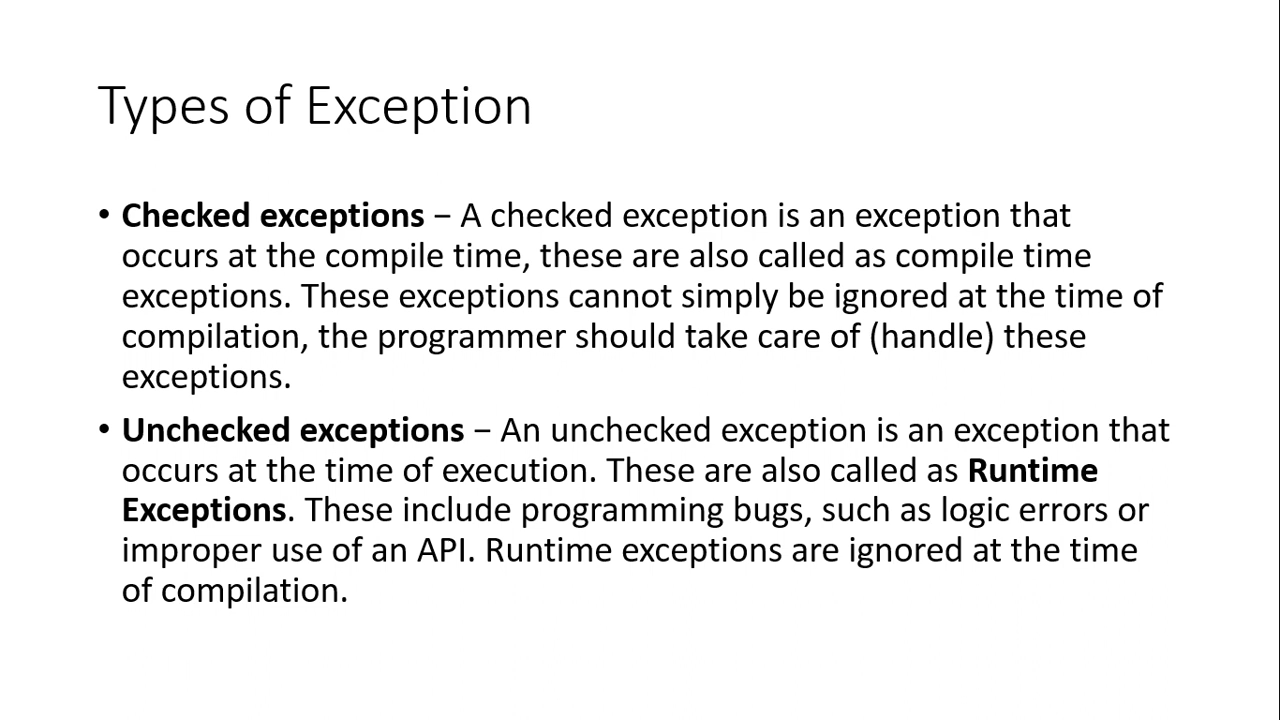 Types of Exception
• Checked exceptions – A checked exception is an exception that
occurs at the compile time, these are also called as compile time
exceptions. These exceptions cannot simply be ignored at the time of
compilation, the programmer should take care of (handle) these
exceptions.
• Unchecked exceptions – An unchecked exception is an exception that
occurs at the time of execution. These are also called as Runtime
Exceptions. These include programming bugs, such as logic errors or
improper use of an API. Runtime exceptions are ignored at the time
of compilation.